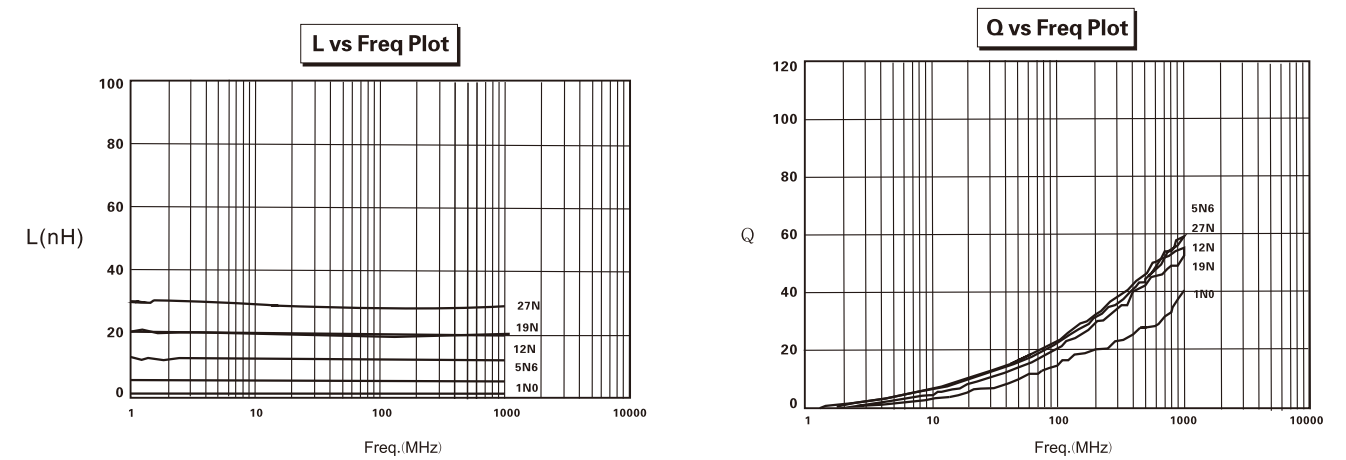 L vs Freq Plot
100
80
60
L(nH)
40
20
0
27N
19N
12N
5N6
1N0
1 10 100 1000 10000
Freq.(MHz)
Q vs Freq Plot
120
100
80
60
Q
40
20
0
5N6
27N
12N
19N
1N0
1 10 100 1000 10000
Freq.(MHz)